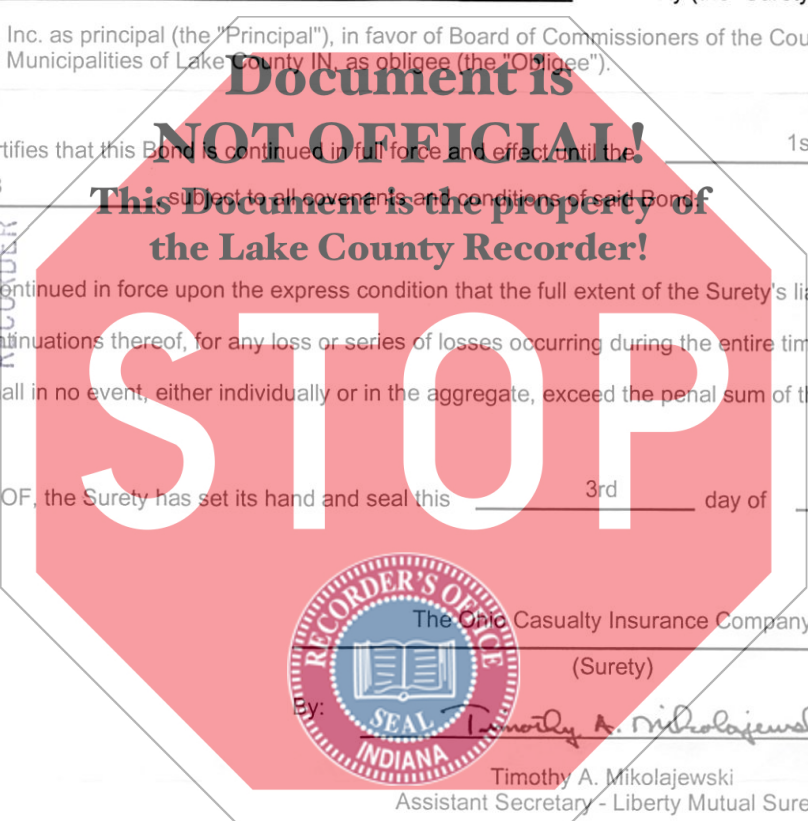 Inc. as principal (the "Principal"), in favor of Board of Commissioners of the Cou
Municipalities of Lake County IN, as obligee (the "Obligee").
Document is
NOT OFFICIAL!
tifies that this Bond is continued in full force and effect until the 1s
This Document is the property of
, subject to all covenants and conditions of said Bond.
the Lake County Recorder!
RECORDER
ontinued in force upon the express condition that the full extent of the Surety's lia
ntinuations thereof, for any loss or series of losses occurring during the entire tim
all in no event, either individually or in the aggregate, exceed the penal sum of th
STOP
OF, the Surety has set its hand and seal this 3rd day of
RECORDER'S OFFICE
SEAL
INDIANA
The Ohio Casualty Insurance Company
(Surety)
By: Timothy A. Mikolajews
Timothy A. Mikolajewski
Assistant Secretary - Liberty Mutual Sure